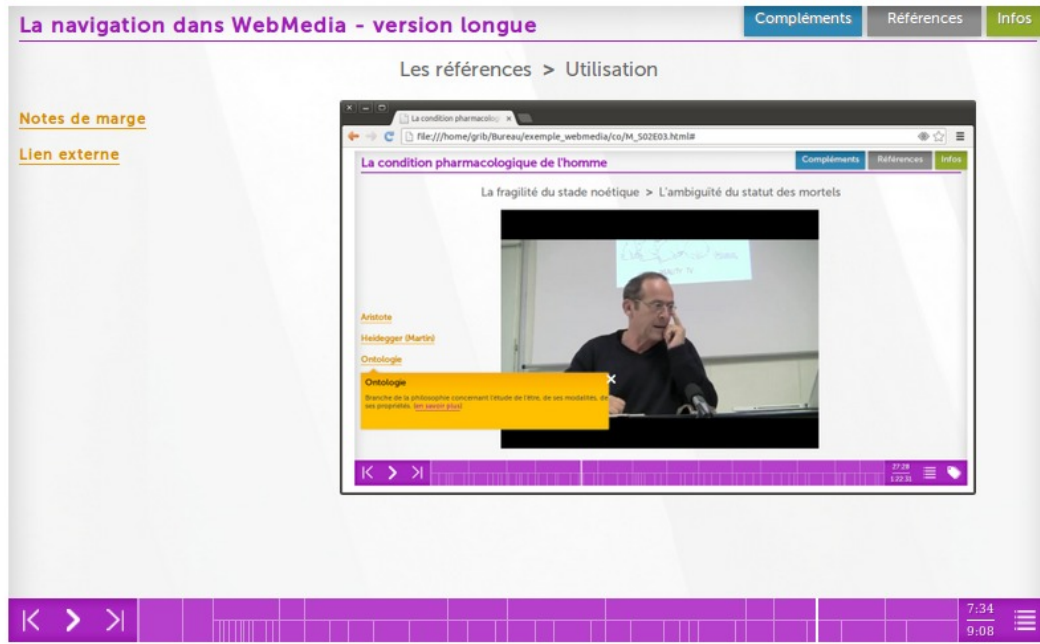 La navigation dans WebMedia - version longue
Compléments
Références
Infos
Les références > Utilisation
Notes de marge
Lien externe
La condition pharmacologi
file:///home/grib/Bureau/exemple_webmedia/co/M_S02E03.html#
La condition pharmacologique de l'homme
Compléments
Références
Infos
La fragilité du stade noétique > L'ambiguïté du statut des mortels
Aristote
Heidegger (Martin)
Ontologie
Ontologie
Branche de la philosophie concernant l'étude de l'être, de ses modalités, de
ses propriétés. (en savoir plus)
27:28
1:22:31
7:34
9:08